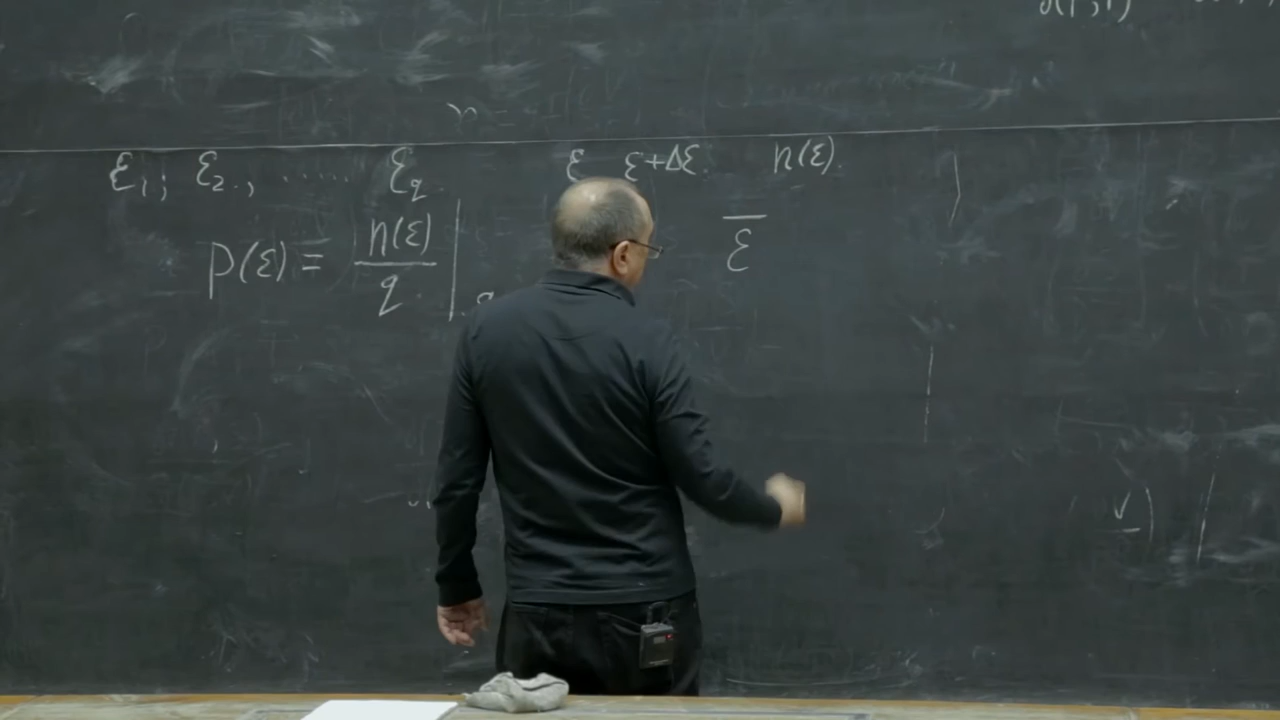 ε₁, ε₂., ...... ε_q ε ε+Δε. n(ε).
p(ε) = n(ε)/q | ε̄